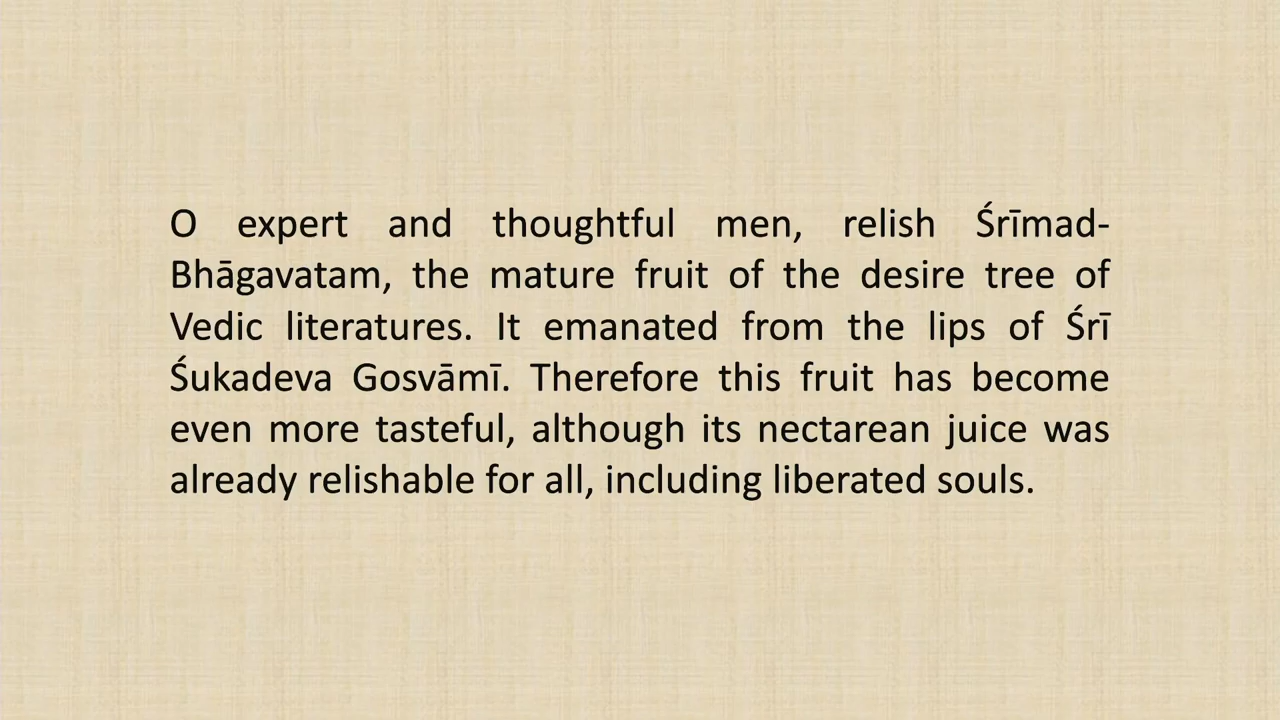 O expert and thoughtful men, relish Śrīmad-
Bhāgavatam, the mature fruit of the desire tree of
Vedic literatures. It emanated from the lips of Śrī
Śukadeva Gosvāmī. Therefore this fruit has become
even more tasteful, although its nectarean juice was
already relishable for all, including liberated souls.